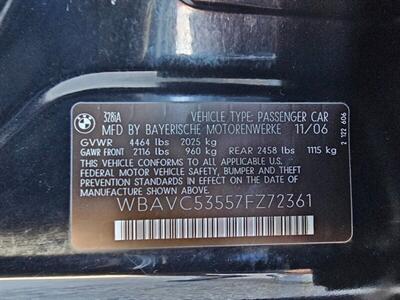 328iA VEHICLE TYPE: PASSENGER CAR
MFD BY BAYERISCHE MOTORENWERKE 11/06
GVWR 4464 lbs 2025 kg
GAWR FRONT 2116 lbs 960 kg REAR 2458 lbs 1115 kg
THIS VEHICLE CONFORMS TO ALL APPLICABLE U.S.
FEDERAL MOTOR VEHICLE SAFETY, BUMPER AND THEFT
PREVENTION STANDARDS IN EFFECT ON THE DATE OF
MANUFACTURE SHOWN ABOVE.
WBAVC53557FZ72361
2 122 606